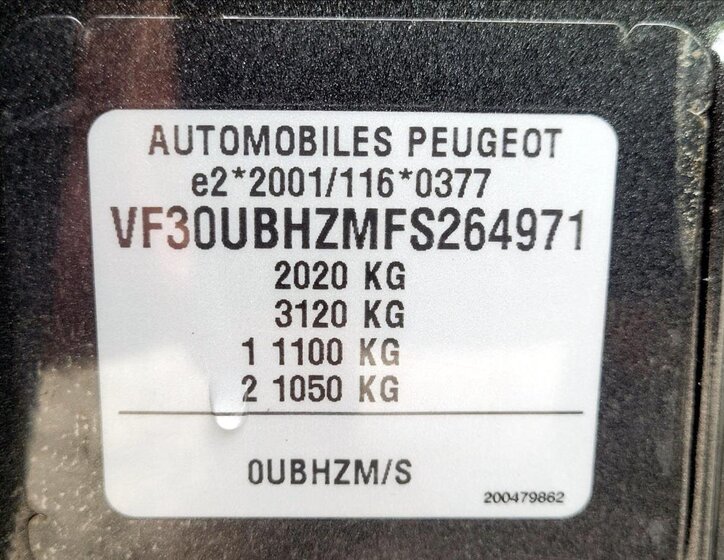 AUTOMOBILES PEUGEOT
e2*2001/116*0377
VF30UBHZMFS264971
2020 KG
3120 KG
1 1100 KG
2 1050 KG
0UBHZM/S
200479862